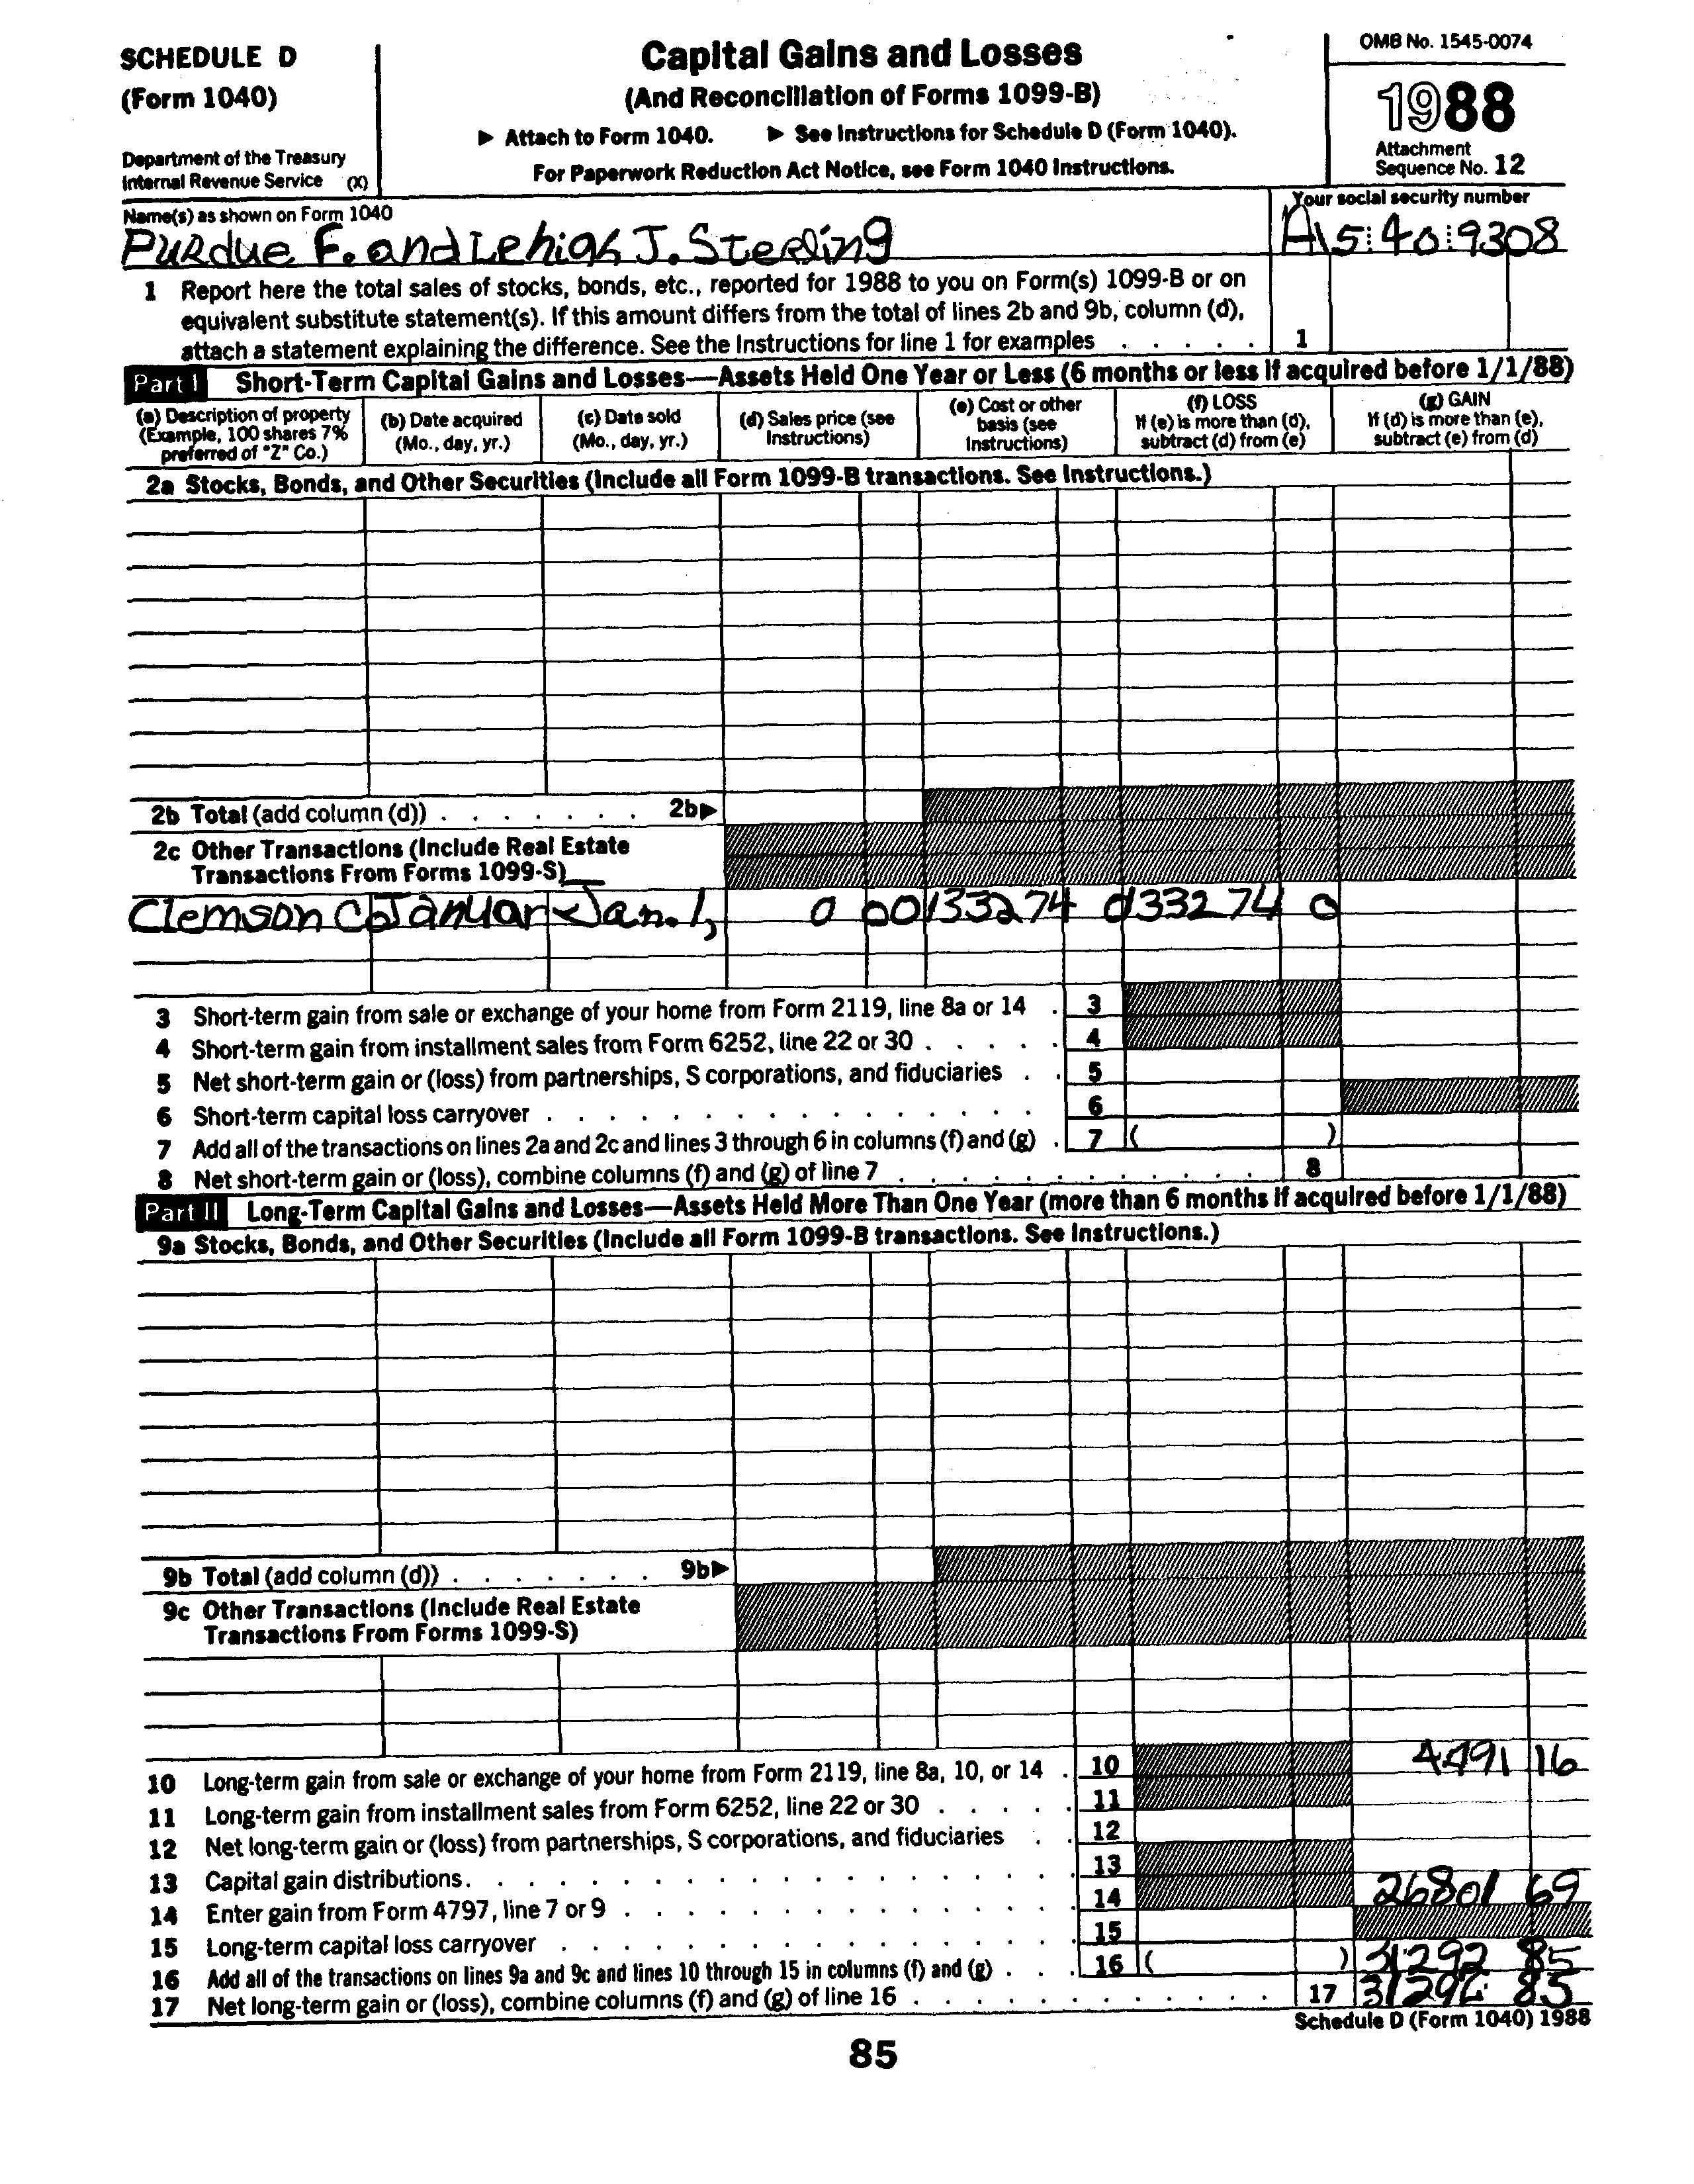 SCHEDULE D
(Form 1040)
Department of the Treasury
Internal Revenue Service (X)
Capital Gains and Losses
(And Reconciliation of Forms 1099-B)
▶ Attach to Form 1040. ▶ See Instructions for Schedule D (Form 1040).
For Paperwork Reduction Act Notice, see Form 1040 Instructions.
OMB No. 1545-0074
1988
Attachment
Sequence No. 12
Name(s) as shown on Form 1040
Purdue F. and Lehigh J. Sterling
Your social security number
A15:40:9308
1 Report here the total sales of stocks, bonds, etc., reported for 1988 to you on Form(s) 1099-B or on
equivalent substitute statement(s). If this amount differs from the total of lines 2b and 9b, column (d),
attach a statement explaining the difference. See the Instructions for line 1 for examples . . . . . 1
Part I Short-Term Capital Gains and Losses—Assets Held One Year or Less (6 months or less if acquired before 1/1/88)
(a) Description of property
(Example, 100 shares 7%
preferred of "Z" Co.)
(b) Date acquired
(Mo., day, yr.)
(c) Date sold
(Mo., day, yr.)
(d) Sales price (see
Instructions)
(e) Cost or other
basis (see
Instructions)
(f) LOSS
If (e) is more than (d),
subtract (d) from (e)
(g) GAIN
If (d) is more than (e),
subtract (e) from (d)
2a Stocks, Bonds, and Other Securities (Include all Form 1099-B transactions. See Instructions.)
2b Total (add column (d)) . . . . . . . 2b▶
2c Other Transactions (Include Real Estate
Transactions From Forms 1099-S)
Clemson Co Januar Jan. 1, 0 00 133274 0 133274 0
3 Short-term gain from sale or exchange of your home from Form 2119, line 8a or 14 . 3
4 Short-term gain from installment sales from Form 6252, line 22 or 30 . . . . . 4
5 Net short-term gain or (loss) from partnerships, S corporations, and fiduciaries . . 5
6 Short-term capital loss carryover . . . . . . . . . . . . . . . 6
7 Add all of the transactions on lines 2a and 2c and lines 3 through 6 in columns (f) and (g) . 7 ( )
8 Net short-term gain or (loss), combine columns (f) and (g) of line 7 . . . . . . . . . . . 8
Part II Long-Term Capital Gains and Losses—Assets Held More Than One Year (more than 6 months if acquired before 1/1/88)
9a Stocks, Bonds, and Other Securities (Include all Form 1099-B transactions. See Instructions.)
9b Total (add column (d)) . . . . . . . 9b▶
9c Other Transactions (Include Real Estate
Transactions From Forms 1099-S)
10 Long-term gain from sale or exchange of your home from Form 2119, line 8a, 10, or 14 . 10 4491 16
11 Long-term gain from installment sales from Form 6252, line 22 or 30 . . . . . 11
12 Net long-term gain or (loss) from partnerships, S corporations, and fiduciaries . . 12
13 Capital gain distributions. . . . . . . . . . . . . . . . . . . 13
14 Enter gain from Form 4797, line 7 or 9 . . . . . . . . . . . . . 14 26801 69
15 Long-term capital loss carryover . . . . . . . . . . . . . . . 15
16 Add all of the transactions on lines 9a and 9c and lines 10 through 15 in columns (f) and (g) . . . 16 ( ) 31292 85
17 Net long-term gain or (loss), combine columns (f) and (g) of line 16 . . . . . . . . . . . . 17 31292 85
Schedule D (Form 1040) 1988
85